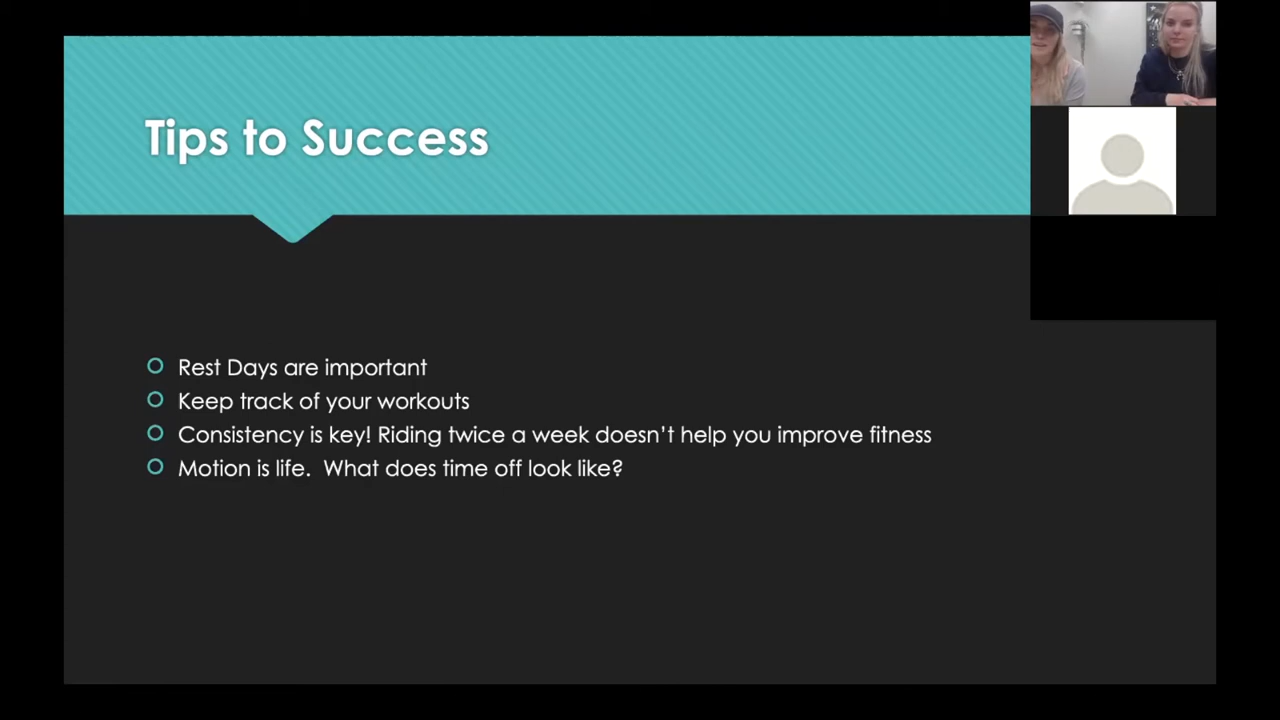 Tips to Success
Rest Days are important
Keep track of your workouts
Consistency is key! Riding twice a week doesn’t help you improve fitness
Motion is life.  What does time off look like?